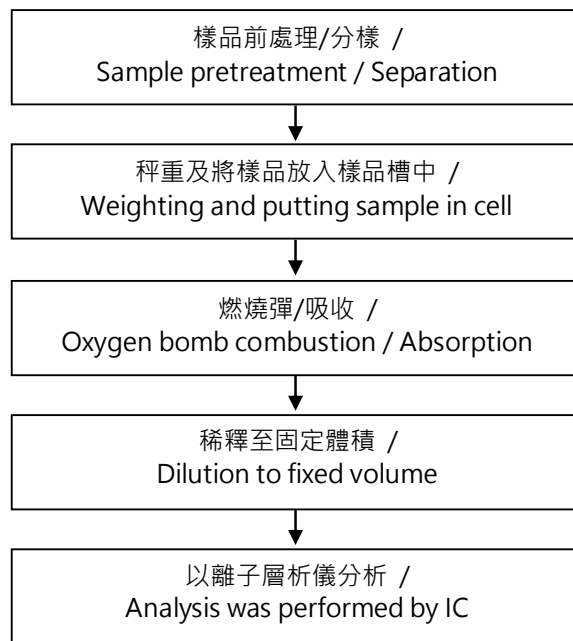 樣品前處理/分樣 /
Sample pretreatment / Separation
秤重及將樣品放入樣品槽中 /
Weighting and putting sample in cell
燃燒彈/吸收 /
Oxygen bomb combustion / Absorption
稀釋至固定體積 /
Dilution to fixed volume
以離子層析儀分析 /
Analysis was performed by IC